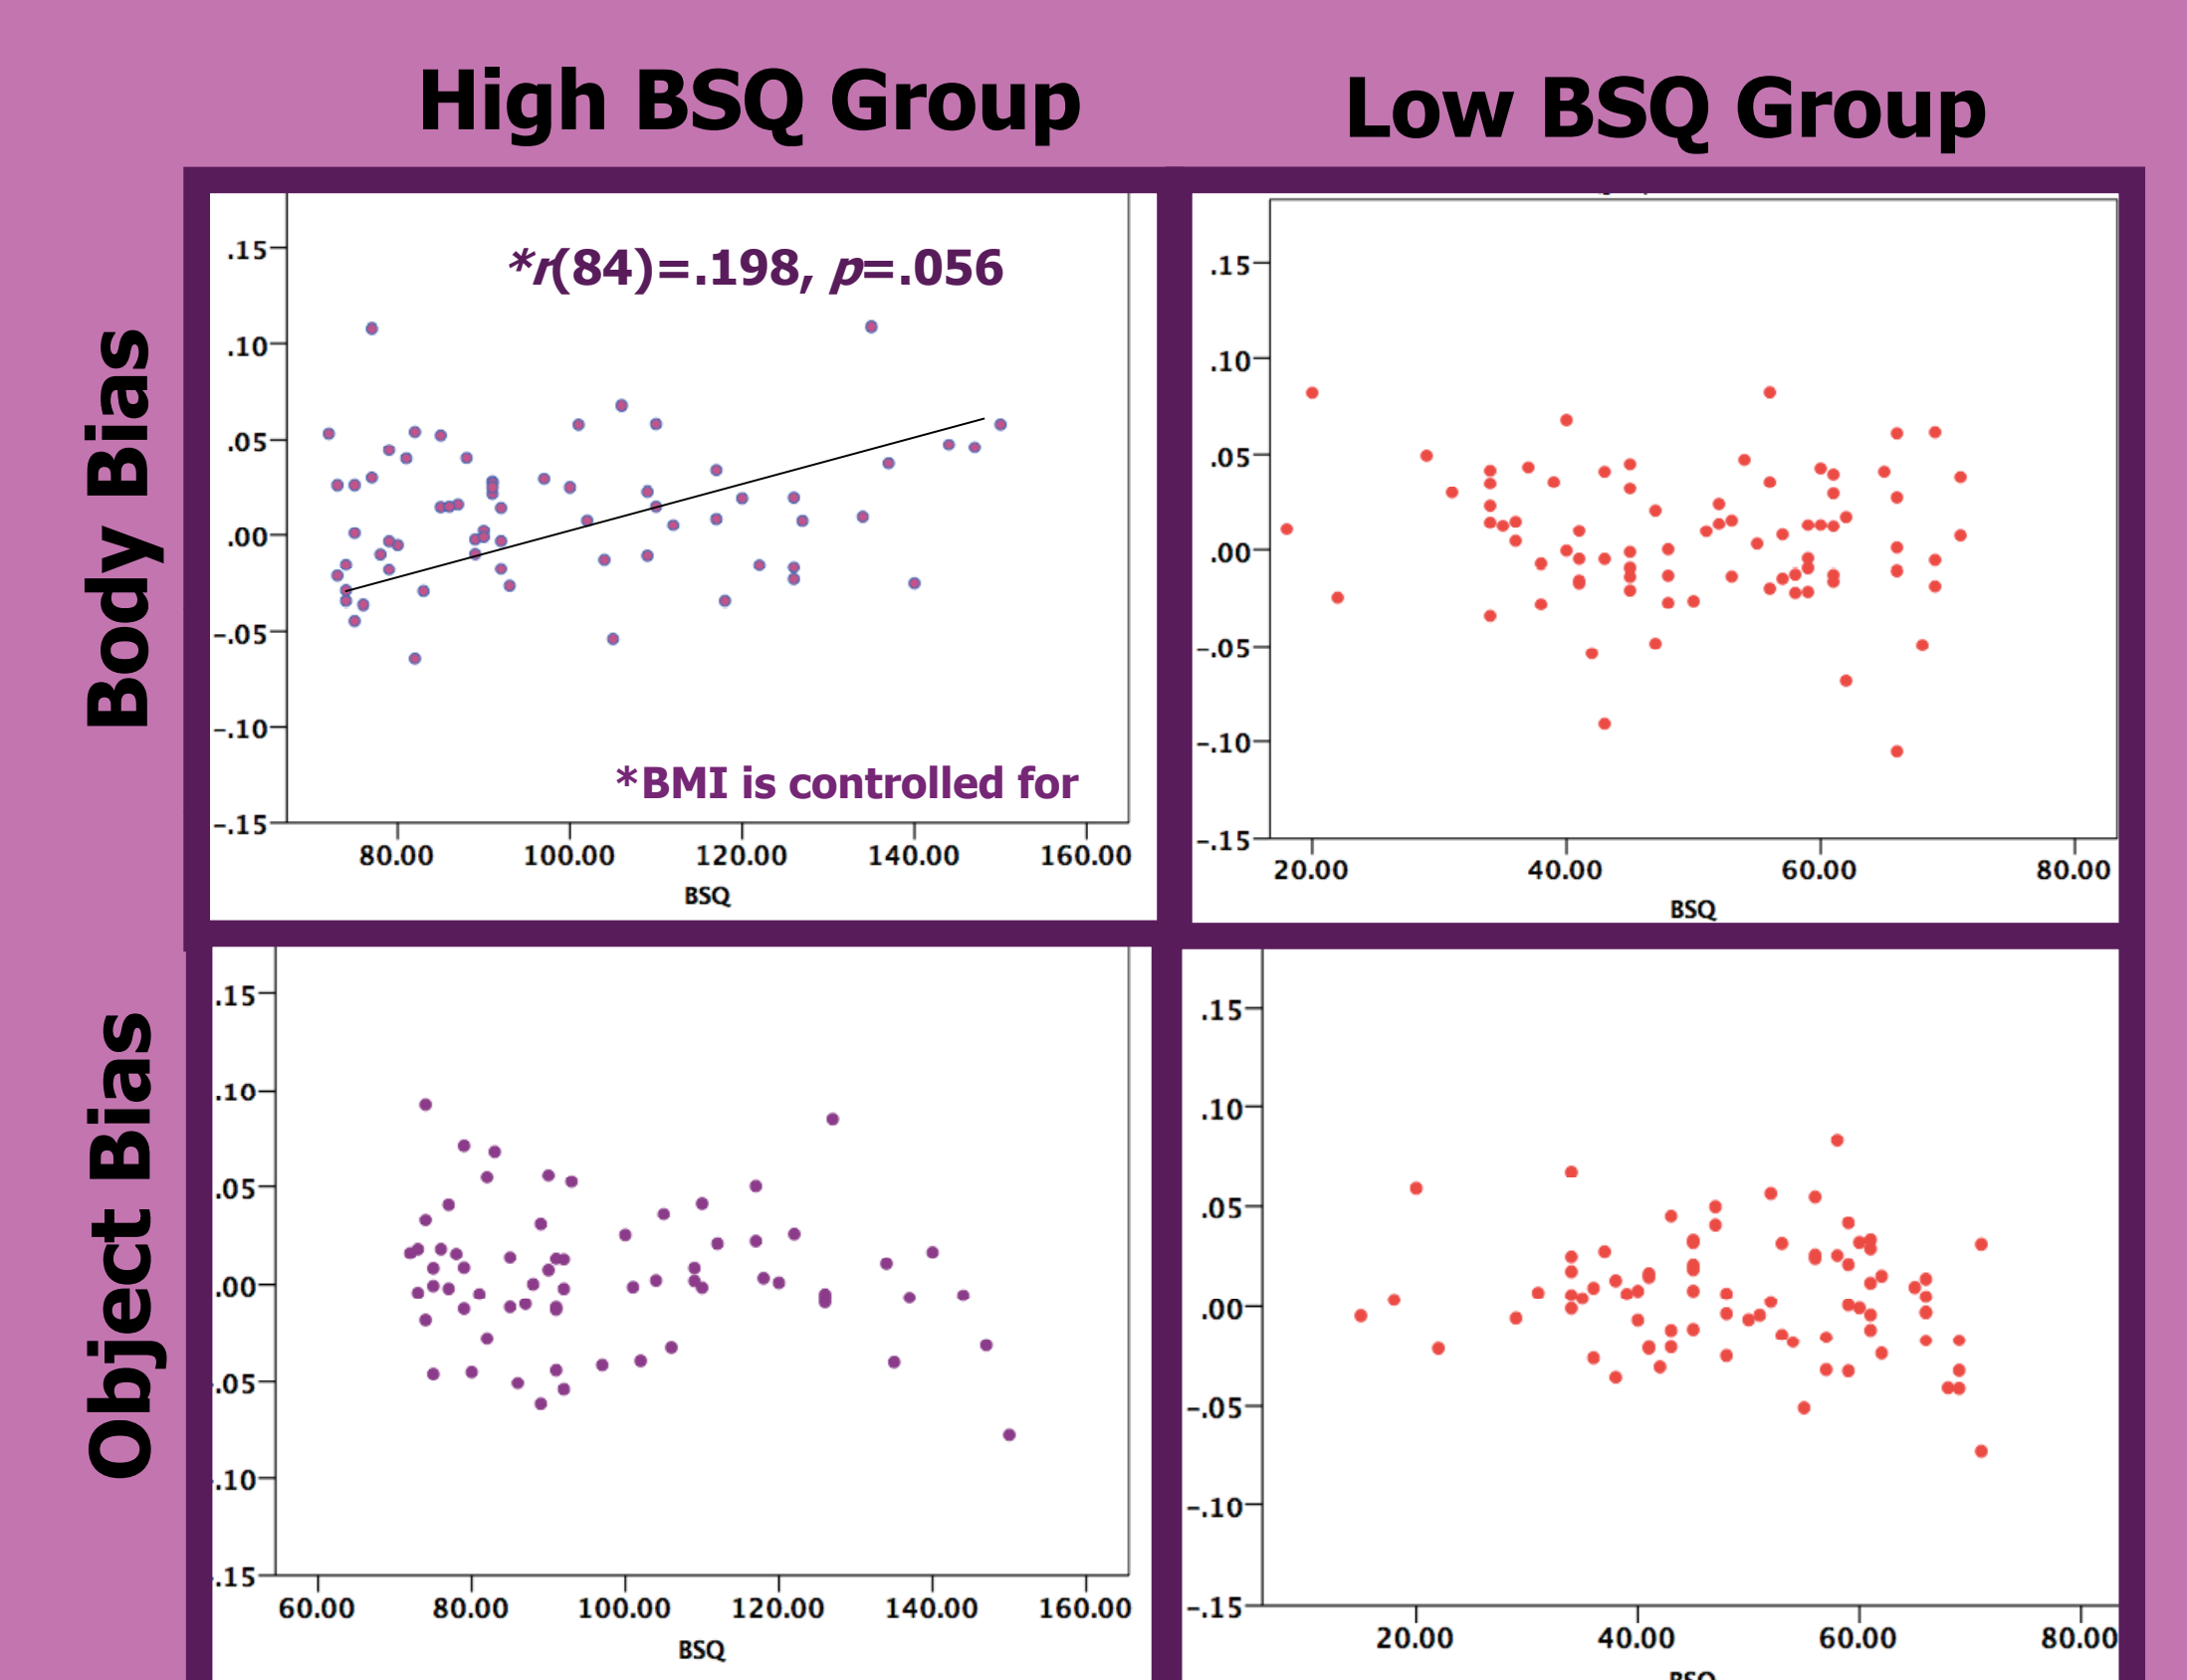 High BSQ Group
Low BSQ Group
Body Bias
*r(84)=.198, p=.056
.15
.10
.05
.00
-.05
-.10
-.15
*BMI is controlled for
80.00 100.00 120.00 140.00 160.00
BSQ
.15
.10
.05
.00
-.05
-.10
-.15
20.00 40.00 60.00 80.00
BSQ
Object Bias
.15
.10
.05
.00
.05
.10
.15
60.00 80.00 100.00 120.00 140.00 160.00
BSQ
.15
.10
.05
.00
-.05
-.10
-.15
20.00 40.00 60.00 80.00
BSQ